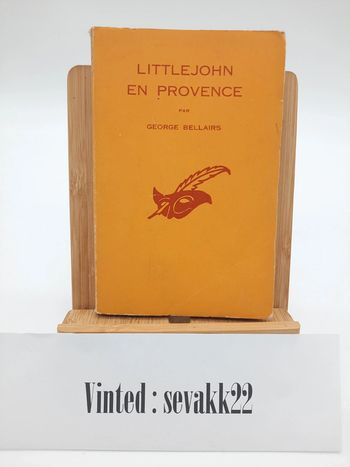 LITTLEJOHN
EN PROVENCE
PAR
GEORGE BELLAIRS
Vinted : sevakk22